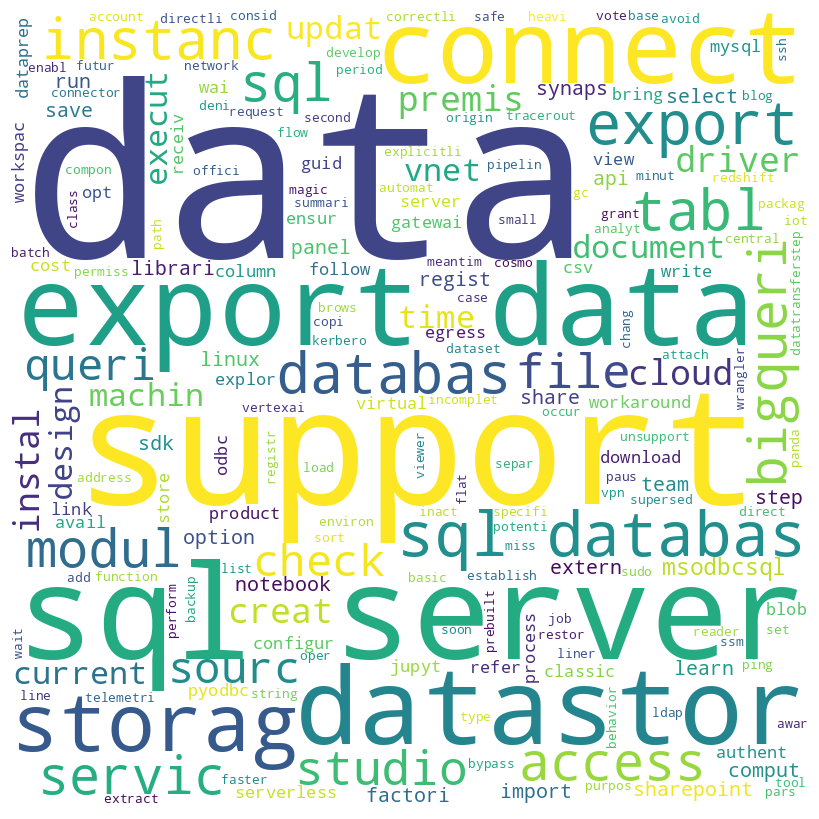 account directli consid safe heavi vote base avoid
instanc updat connect
correctli develop mysql
dataprep enabl futur network period ssh
run connector sql wai origin tracerout bring select blog
save deni request second premis synaps
workspac execut receiv flow export
data
compon offici guid explicitli vnet pipelin view driver
class opt magic automat server api minut redshift
summari small gc grant tabl packag
path ensur gatewai analyt iot
batch panel meantim cosmo document central
cost permiss librari column follow regist case csv write
export data
brows time egress chang bigqueri datatransferstep
copi kerbero dataset attach
queri linux databas file cloud wrangler
explor share occur
machin vertexai virtual incomplet workaround
instal design support
sdk odbc registr load viewer separ unsupport panda
address store flat download
link paus vpn team supersed direct
avail product environ inact specifi step
option sort potenti
modul check sql databas
list miss extern msodbcsql
add function backup notebook basic establish sudo
perform creat prebuilt job blob
sql server
wait configur oper soon restor reader set
liner process ssm
current sourc jupyt refer classic learn ping
line telemetri pyodbc string
storag datastor
type behavior ldap awar
servic studio access authent
faster bypass comput
serverless factori import purpos sharepoint tool
extract pars